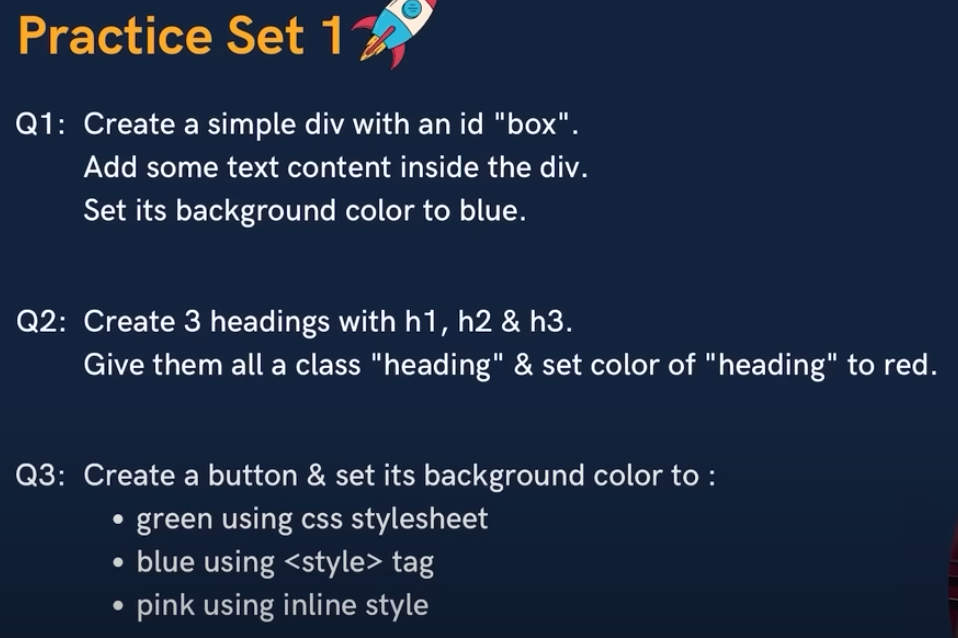 Practice Set 1
Q1: Create a simple div with an id "box".
Add some text content inside the div.
Set its background color to blue.
Q2: Create 3 headings with h1, h2 & h3.
Give them all a class "heading" & set color of "heading" to red.
Q3: Create a button & set its background color to :
• green using css stylesheet
• blue using <style> tag
• pink using inline style